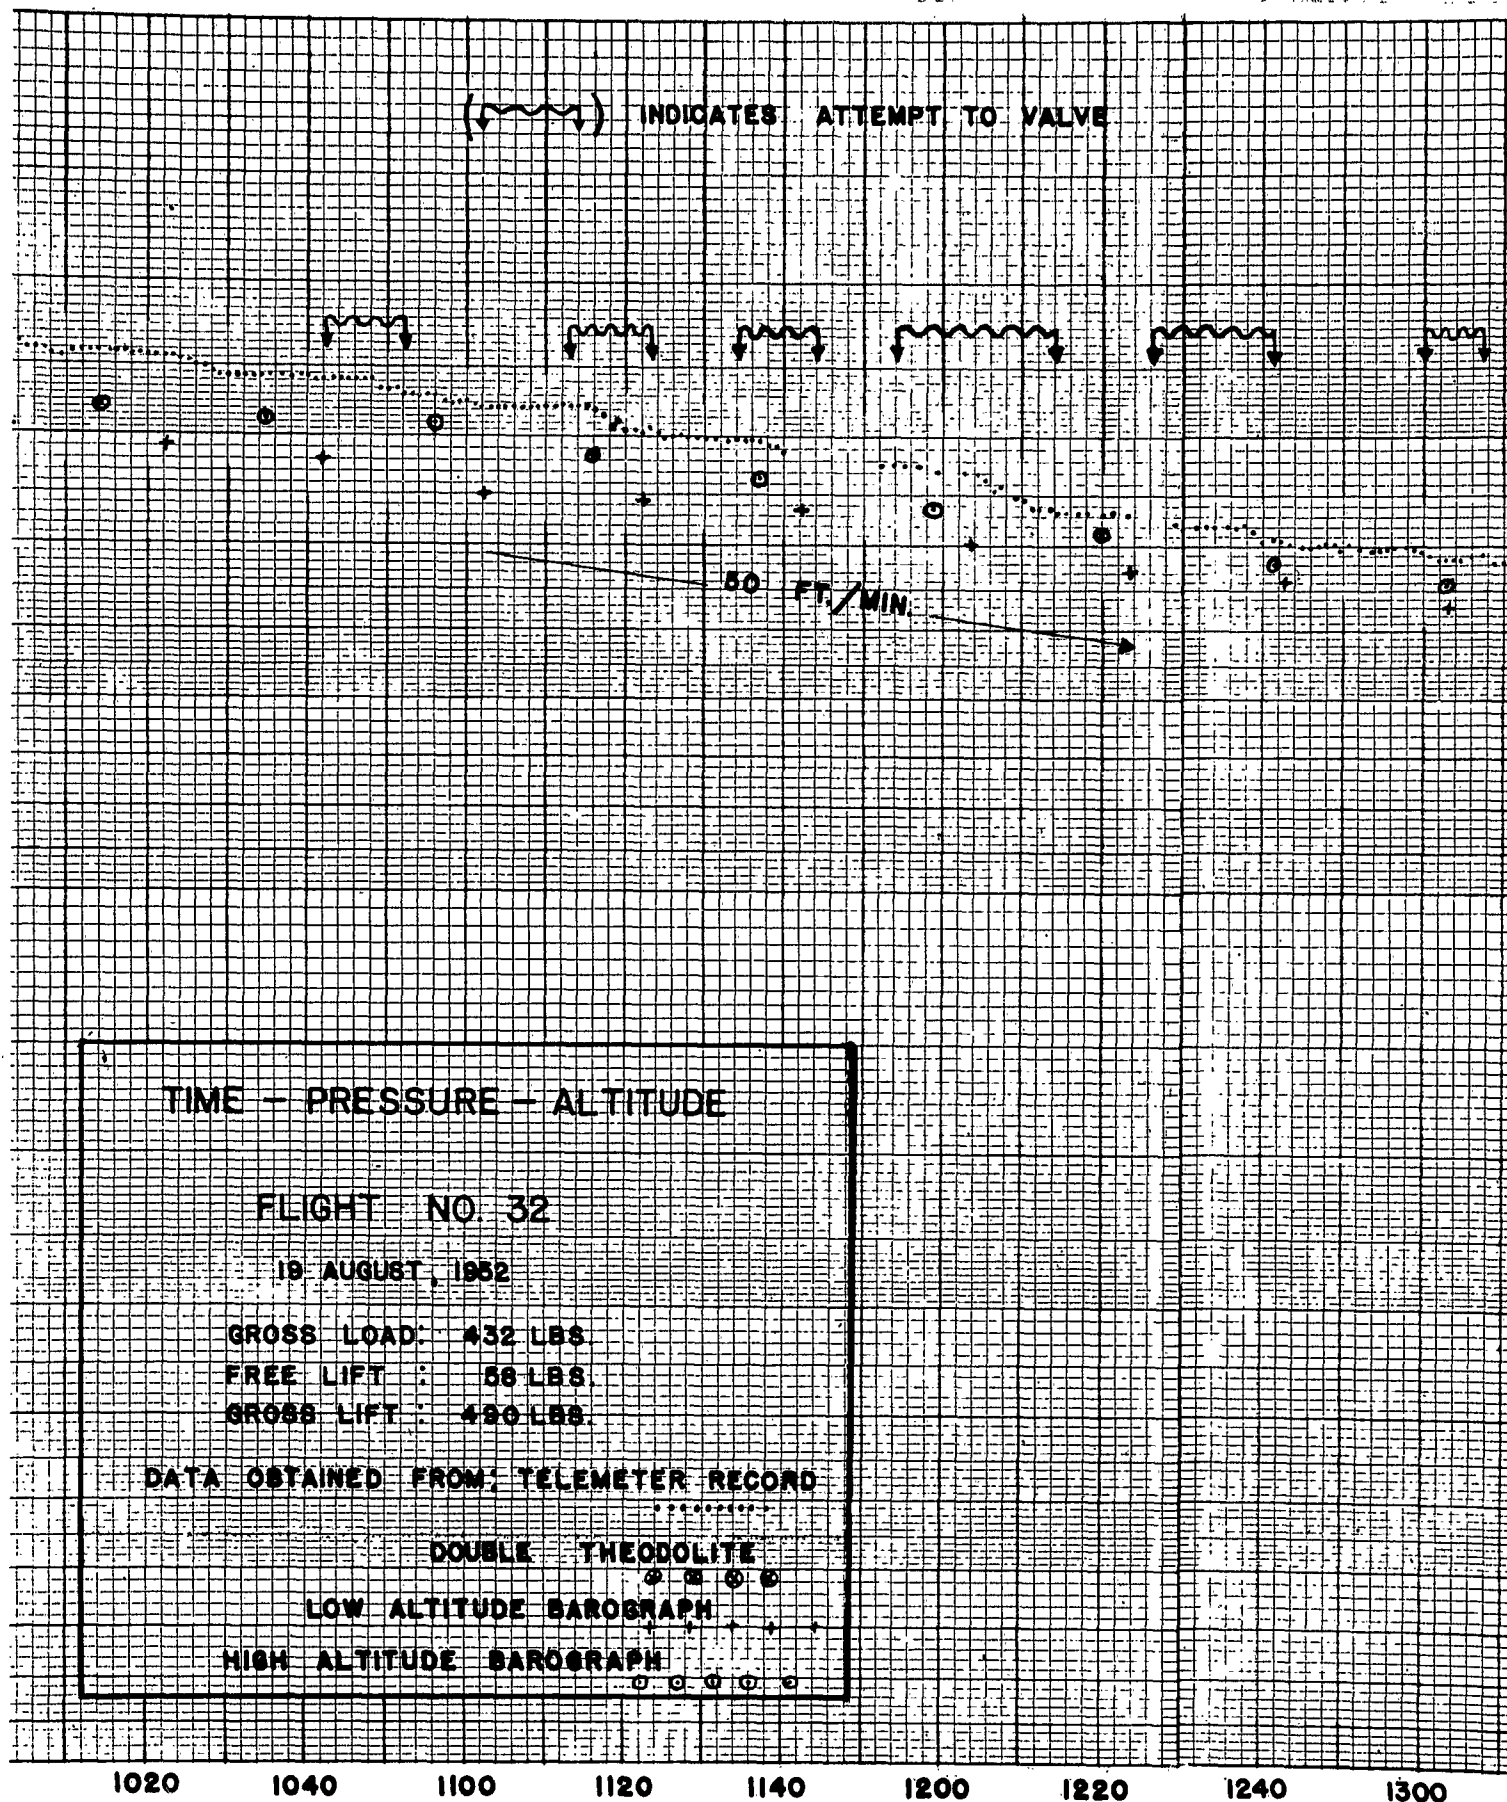 ( ) INDICATES ATTEMPT TO VALVE
50 FT./MIN.
TIME - PRESSURE - ALTITUDE
FLIGHT NO. 32
19 AUGUST, 1952
GROSS LOAD: 432 LBS.
FREE LIFT : 58 LBS.
GROSS LIFT : 490 LBS.
DATA OBTAINED FROM: TELEMETER RECORD
DOUBLE THEODOLITE
LOW ALTITUDE BAROGRAPH
HIGH ALTITUDE BAROGRAPH
1020 1040 1100 1120 1140 1200 1220 1240 1300